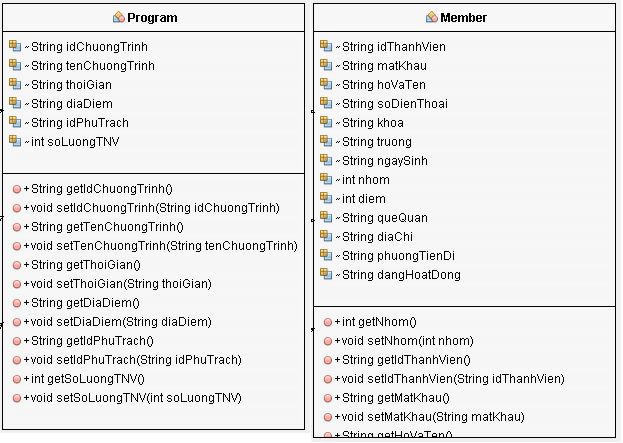 Program
~String idChuongTrinh
~String tenChuongTrinh
~String thoiGian
~String diaDiem
~String idPhuTrach
~int soLuongTNV
+String getIdChuongTrinh()
+void setIdChuongTrinh(String idChuongTrinh)
+String getTenChuongTrinh()
+void setTenChuongTrinh(String tenChuongTrinh)
+String getThoiGian()
+void setThoiGian(String thoiGian)
+String getDiaDiem()
+void setDiaDiem(String diaDiem)
+String getIdPhuTrach()
+void setIdPhuTrach(String idPhuTrach)
+int getSoLuongTNV()
+void setSoLuongTNV(int soLuongTNV)
Member
~String idThanhVien
~String matKhau
~String hoVaTen
~String soDienThoai
~String khoa
~String truong
~String ngaySinh
~int nhom
~int diem
~String queQuan
~String diaChi
~String phuongTienDi
~String dangHoatDong
+int getNhom()
+void setNhom(int nhom)
+String getIdThanhVien()
+void setIdThanhVien(String idThanhVien)
+String getMatKhau()
+void setMatKhau(String matKhau)
+String getHoVaTen()